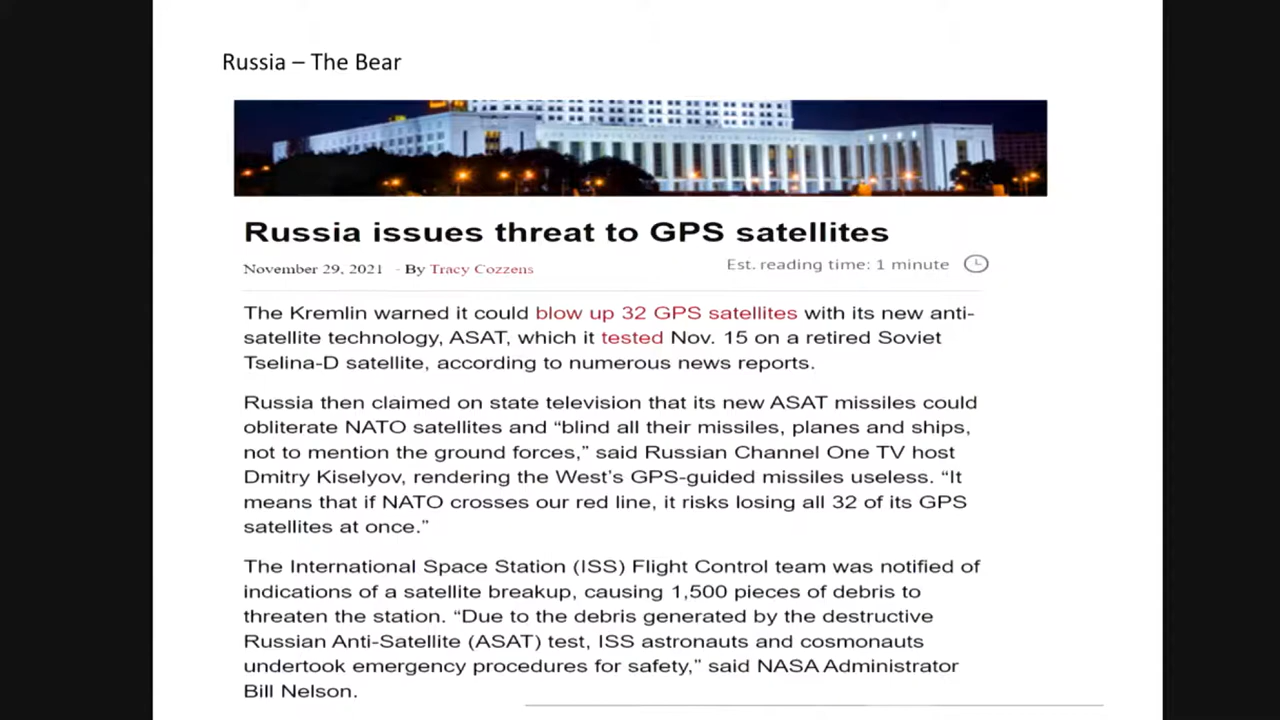 Russia – The Bear
Russia issues threat to GPS satellites
November 29, 2021 - By Tracy Cozzens
Est. reading time: 1 minute
The Kremlin warned it could blow up 32 GPS satellites with its new anti-
satellite technology, ASAT, which it tested Nov. 15 on a retired Soviet
Tselina-D satellite, according to numerous news reports.
Russia then claimed on state television that its new ASAT missiles could
obliterate NATO satellites and “blind all their missiles, planes and ships,
not to mention the ground forces,” said Russian Channel One TV host
Dmitry Kiselyov, rendering the West’s GPS-guided missiles useless. “It
means that if NATO crosses our red line, it risks losing all 32 of its GPS
satellites at once.”
The International Space Station (ISS) Flight Control team was notified of
indications of a satellite breakup, causing 1,500 pieces of debris to
threaten the station. “Due to the debris generated by the destructive
Russian Anti-Satellite (ASAT) test, ISS astronauts and cosmonauts
undertook emergency procedures for safety,” said NASA Administrator
Bill Nelson.